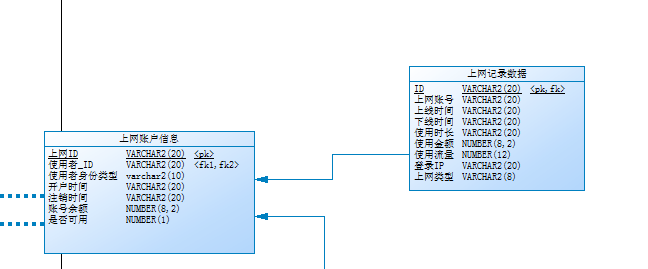 上网记录数据
ID VARCHAR2(20) <pk,fk>
上网账号 VARCHAR2(20)
上线时间 VARCHAR2(20)
下线时间 VARCHAR2(20)
使用时长 VARCHAR2(20)
使用金额 NUMBER(8,2)
使用流量 NUMBER(12)
登录IP VARCHAR2(20)
上网类型 VARCHAR2(8)
上网账户信息
上网ID VARCHAR2(20) <pk>
使用者_ID VARCHAR2(20) <fk1,fk2>
使用者身份类型 varchar2(10)
开户时间 VARCHAR2(20)
注销时间 VARCHAR2(20)
账号余额 NUMBER(8,2)
是否可用 NUMBER(1)